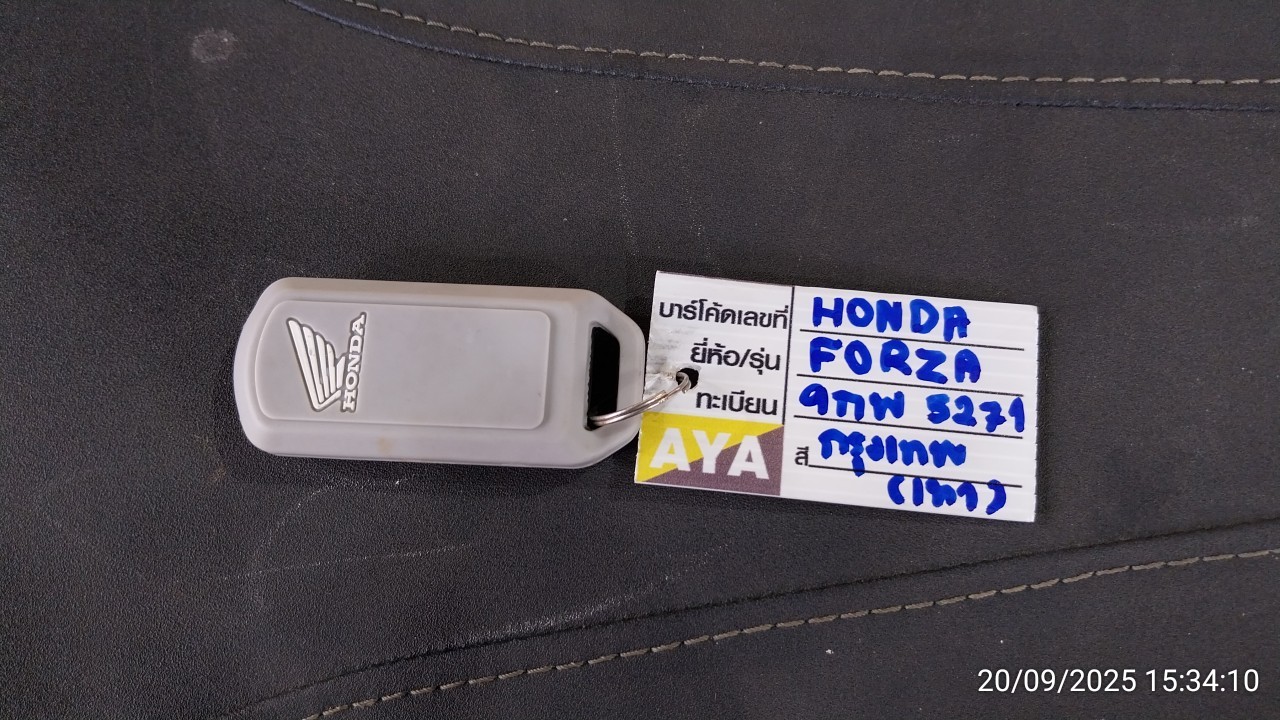 HONDA
บาร์โค้ดเลขที่ HONDA
ยี่ห้อ/รุ่น FORZA
ทะเบียน 9กพ 5271
AYA
สี กรุงเทพ
(เทา)
20/09/2025 15:34:10